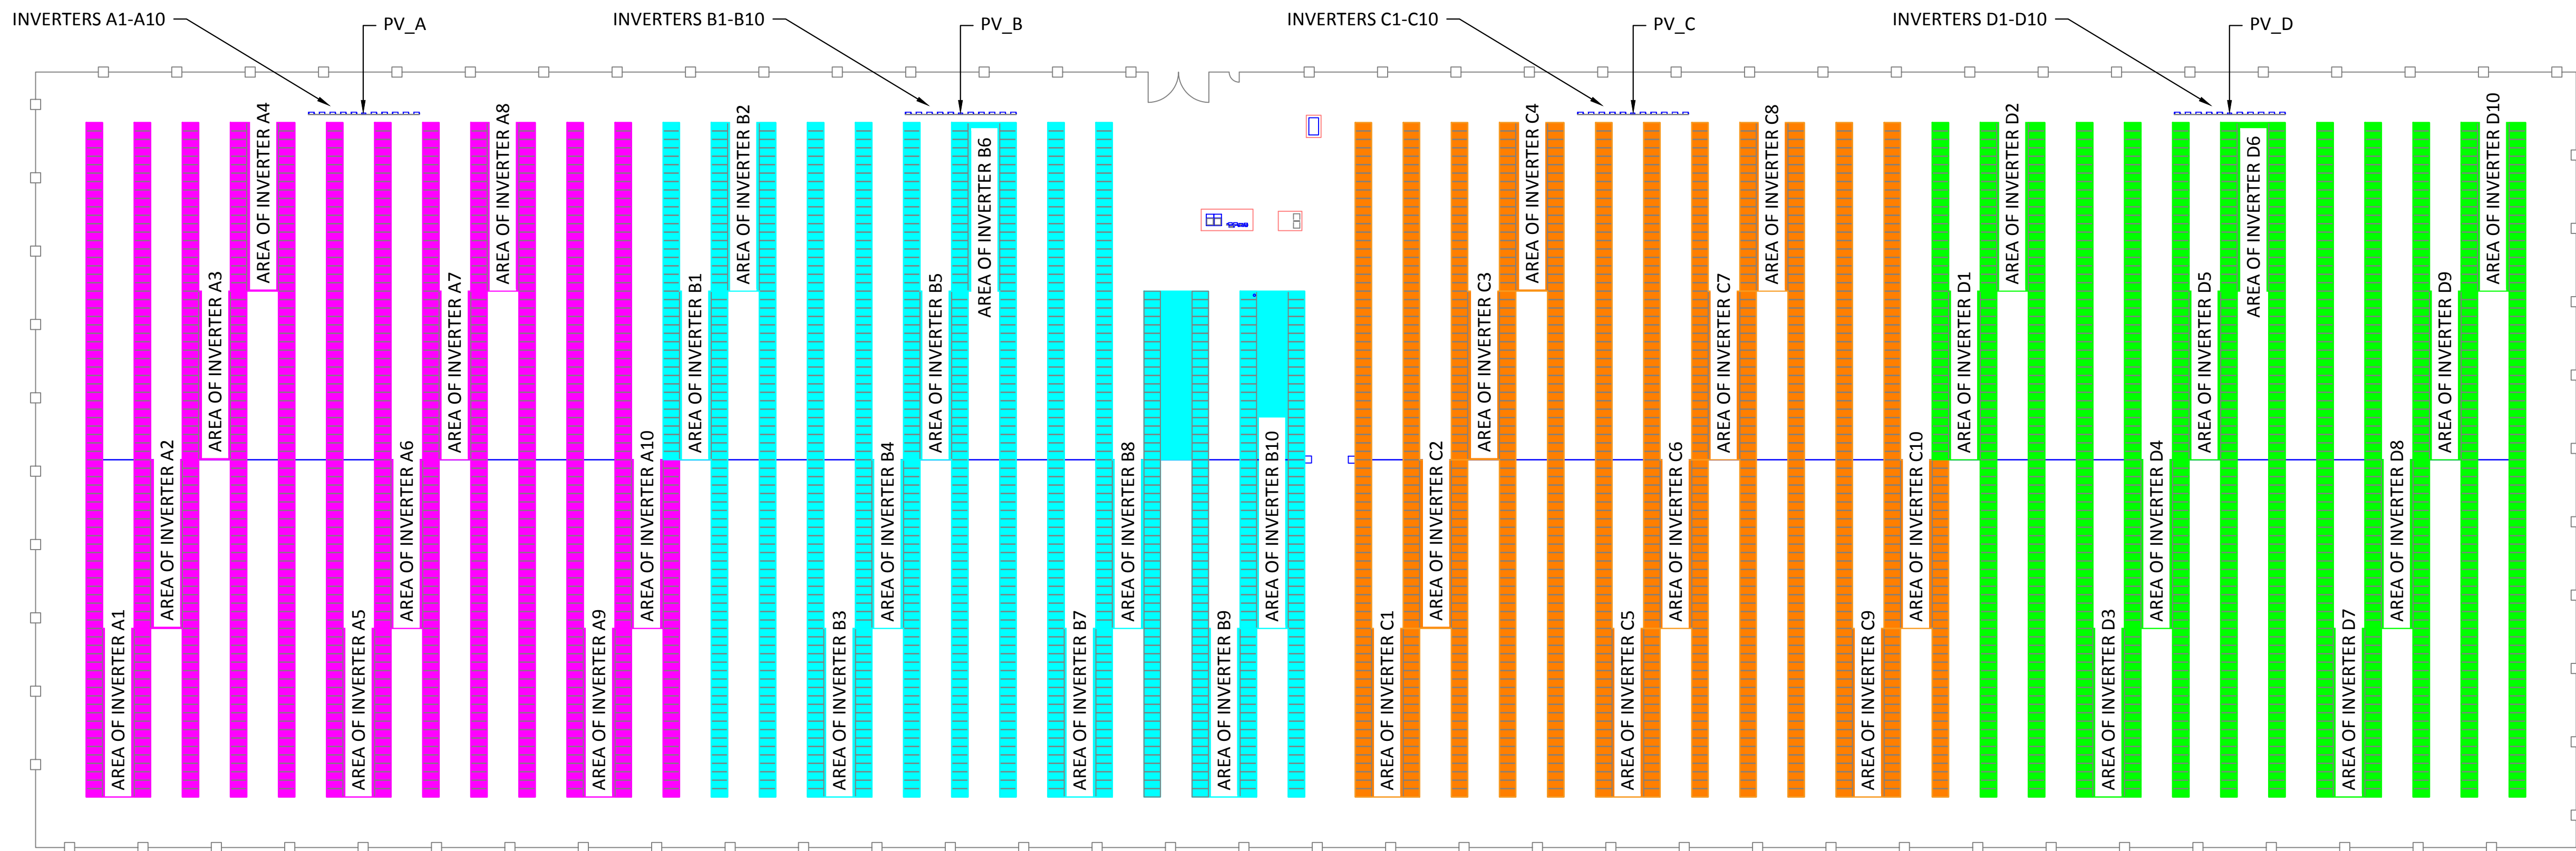 INVERTERS A1-A10
PV_A
INVERTERS B1-B10
PV_B
INVERTERS C1-C10
PV_C
INVERTERS D1-D10
PV_D
AREA OF INVERTER A1
AREA OF INVERTER A2
AREA OF INVERTER A3
AREA OF INVERTER A4
AREA OF INVERTER A5
AREA OF INVERTER A6
AREA OF INVERTER A7
AREA OF INVERTER A8
AREA OF INVERTER A9
AREA OF INVERTER A10
AREA OF INVERTER B1
AREA OF INVERTER B2
AREA OF INVERTER B3
AREA OF INVERTER B4
AREA OF INVERTER B5
AREA OF INVERTER B6
AREA OF INVERTER B7
AREA OF INVERTER B8
AREA OF INVERTER B9
AREA OF INVERTER B10
AREA OF INVERTER C1
AREA OF INVERTER C2
AREA OF INVERTER C3
AREA OF INVERTER C4
AREA OF INVERTER C5
AREA OF INVERTER C6
AREA OF INVERTER C7
AREA OF INVERTER C8
AREA OF INVERTER C9
AREA OF INVERTER C10
AREA OF INVERTER D1
AREA OF INVERTER D2
AREA OF INVERTER D3
AREA OF INVERTER D4
AREA OF INVERTER D5
AREA OF INVERTER D6
AREA OF INVERTER D7
AREA OF INVERTER D8
AREA OF INVERTER D9
AREA OF INVERTER D10